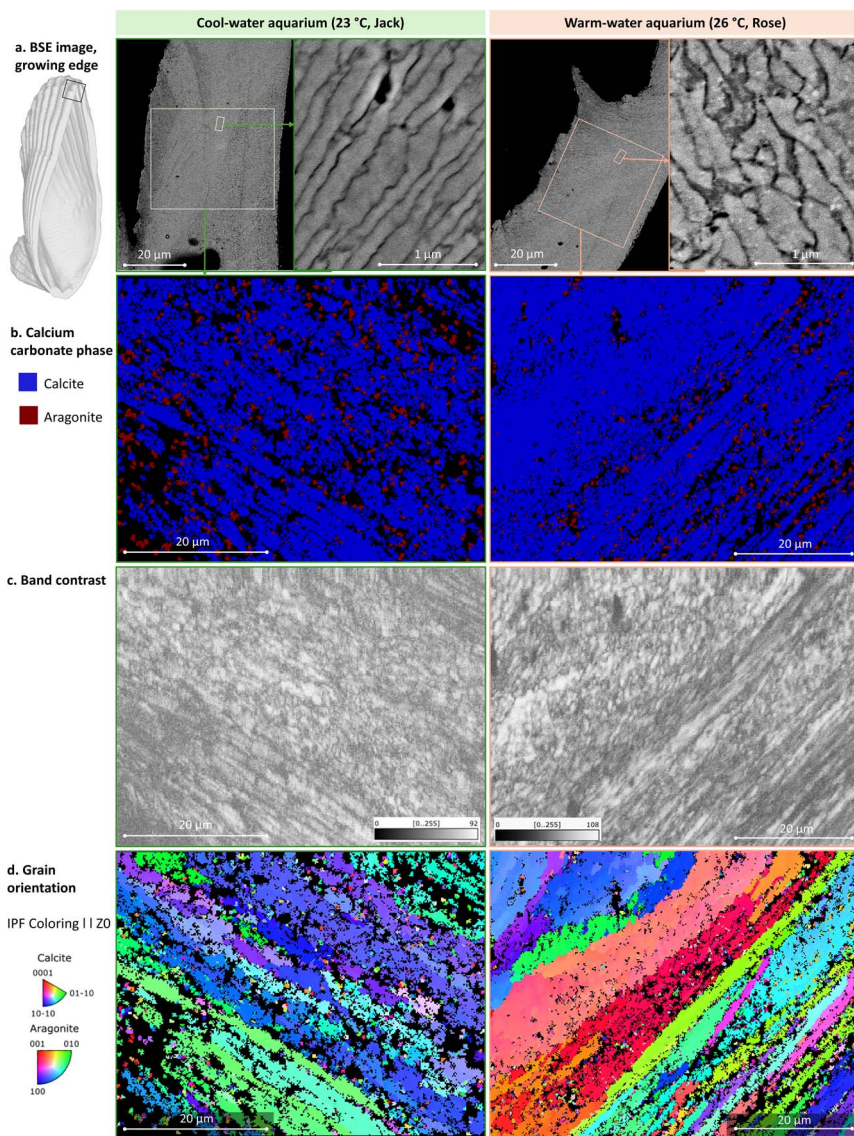 Cool-water aquarium (23 °C, Jack)
Warm-water aquarium (26 °C, Rose)
a. BSE image,
growing edge
20 µm
1 µm
20 µm
1 µm
b. Calcium
carbonate phase
Calcite
Aragonite
20 µm
20 µm
c. Band contrast
20 µm
0 [0..255] 92
0 [0..255] 108
20 µm
d. Grain
orientation
IPF Coloring l l Z0
Calcite
0001
01-10
10-10
Aragonite
001 010
100
20 µm
20 µm